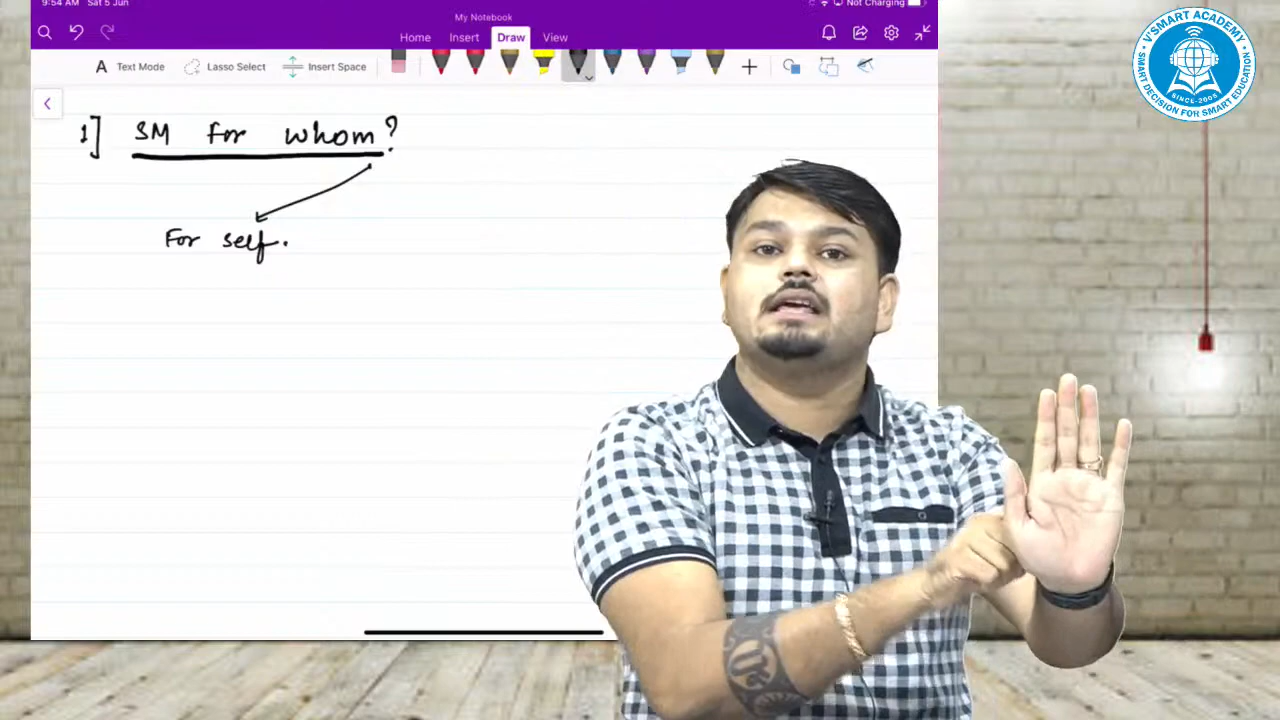 9:54 AM Sat 5 Jun
Not Charging
My Notebook
Home Insert Draw View
Text Mode
Lasso Select
Insert Space
1] SM For whom?
For self.
V'SMART ACADEMY
SINCE-2005
SMART DECISION FOR SMART EDUCATION